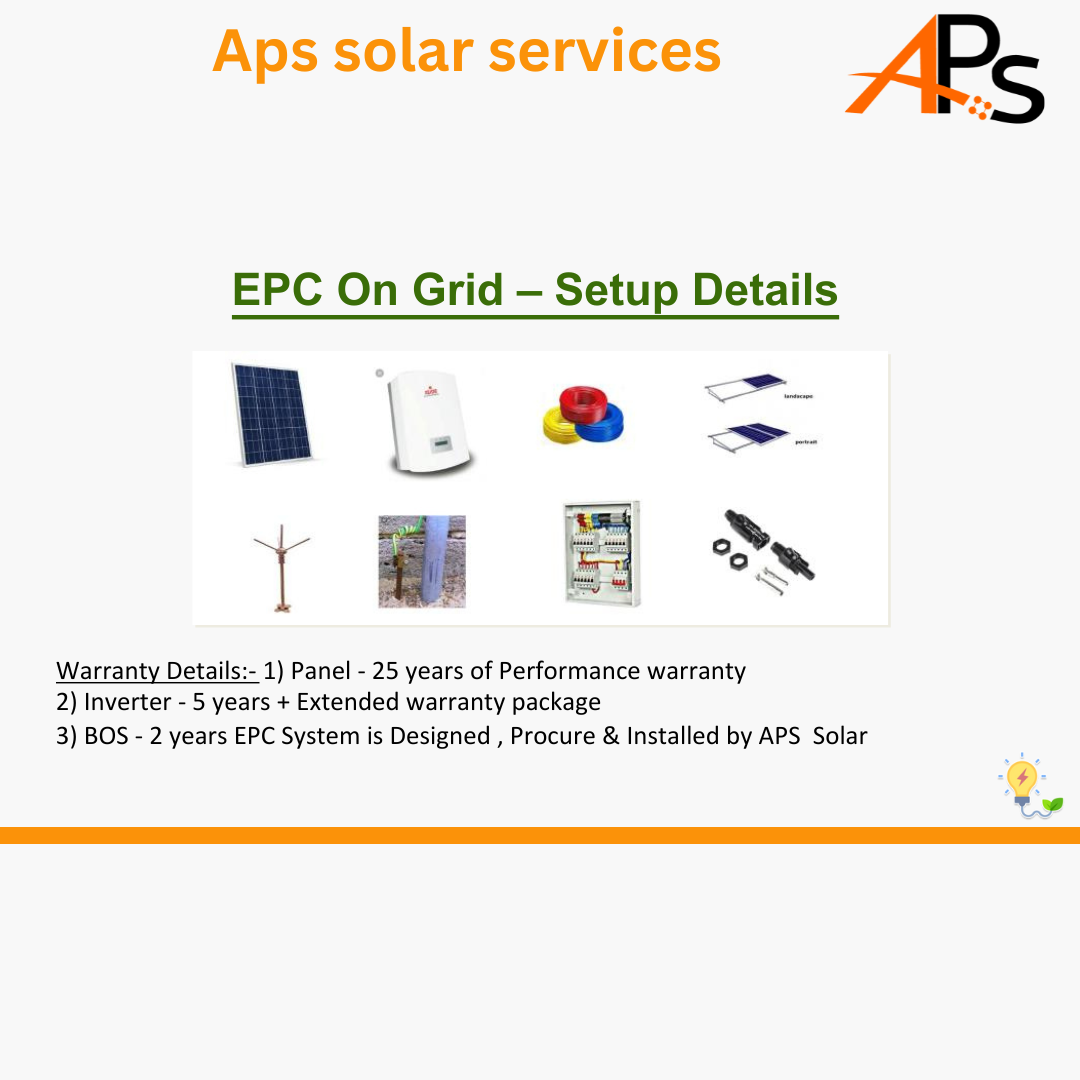 Aps solar services
APS
EPC On Grid – Setup Details
landscape
portrait
Warranty Details:- 1) Panel - 25 years of Performance warranty
2) Inverter - 5 years + Extended warranty package
3) BOS - 2 years EPC System is Designed , Procure & Installed by APS  Solar